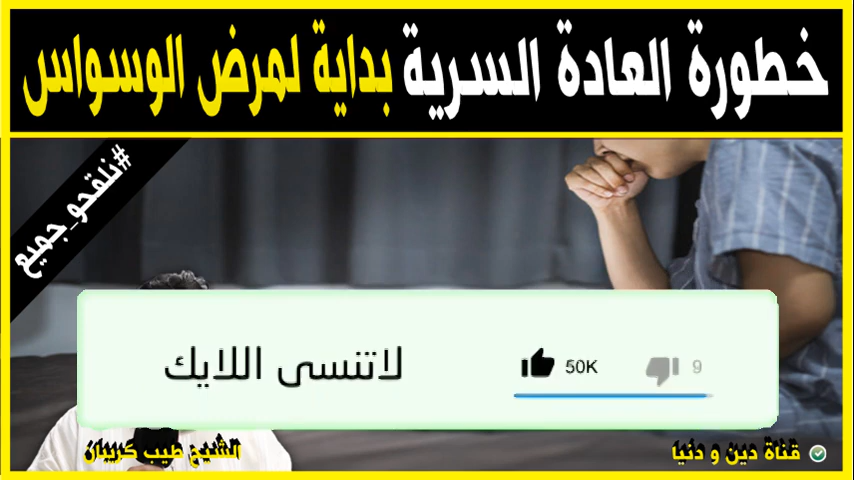 خطورة العادة السرية بداية لمرض الوسواس
#نلقحو_جميع
لاتنسى اللايك
50K
9
الشيخ طيب كريبان
قناة دين و دنيا